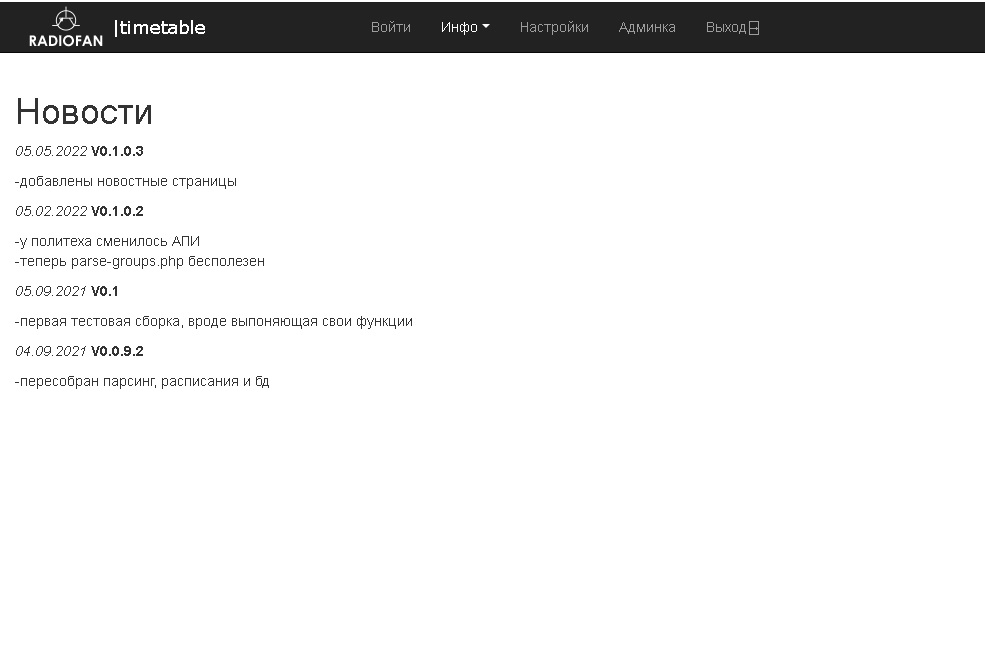 RADIOFAN |timetable Войти Инфо Настройки Админка Выход
Новости
05.05.2022 V0.1.0.3
-добавлены новостные страницы
05.02.2022 V0.1.0.2
-у политеха сменилось АПИ
-теперь parse-groups.php бесполезен
05.09.2021 V0.1
-первая тестовая сборка, вроде выпоняющая свои функции
04.09.2021 V0.0.9.2
-пересобран парсинг, расписания и бд